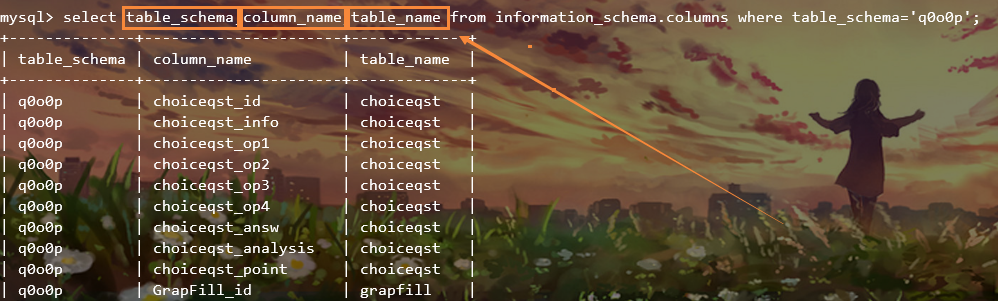 mysql> select table_schema,column_name,table_name from information_schema.columns where table_schema='q0o0p';
+--------------+---------------------+------------+
| table_schema | column_name | table_name |
+--------------+---------------------+------------+
| q0o0p | choiceqst_id | choiceqst |
| q0o0p | choiceqst_info | choiceqst |
| q0o0p | choiceqst_op1 | choiceqst |
| q0o0p | choiceqst_op2 | choiceqst |
| q0o0p | choiceqst_op3 | choiceqst |
| q0o0p | choiceqst_op4 | choiceqst |
| q0o0p | choiceqst_answ | choiceqst |
| q0o0p | choiceqst_analysis | choiceqst |
| q0o0p | choiceqst_point | choiceqst |
| q0o0p | GrapFill_id | grapfill |